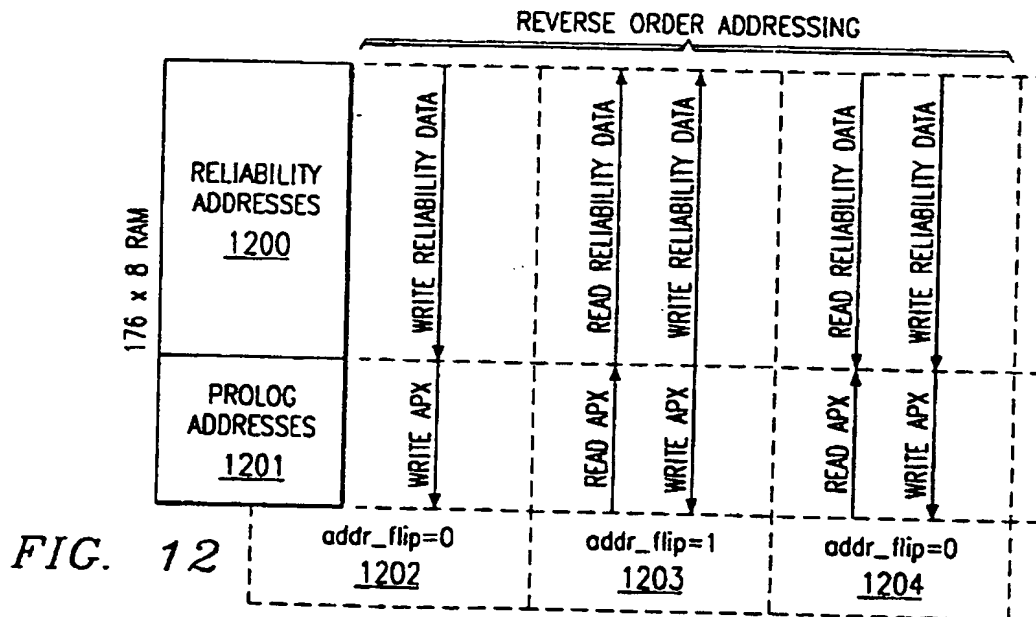 REVERSE ORDER ADDRESSING
176 x 8 RAM
RELIABILITY
ADDRESSES
1200
PROLOG
ADDRESSES
1201
WRITE RELIABILITY DATA
WRITE APX
READ RELIABILITY DATA
READ APX
WRITE RELIABILITY DATA
WRITE APX
READ RELIABILITY DATA
READ APX
WRITE RELIABILITY DATA
WRITE APX
addr_flip=0
1202
addr_flip=1
1203
addr_flip=0
1204
FIG. 12